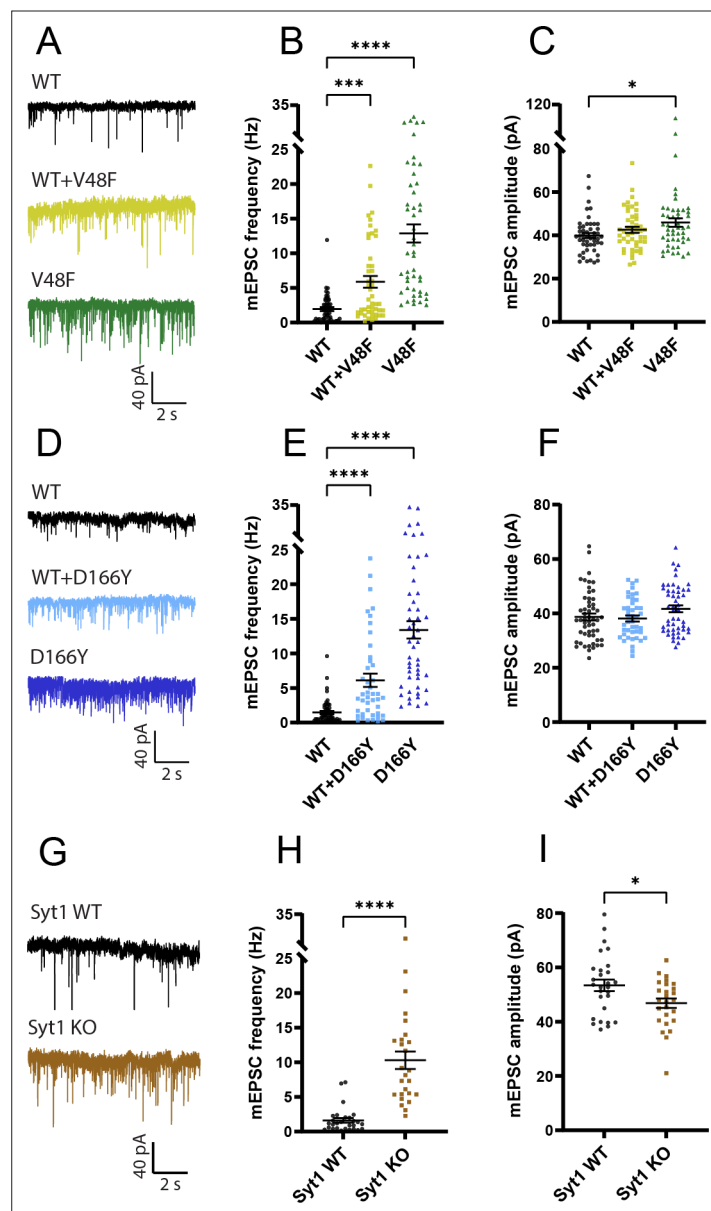 A
WT
WT+V48F
V48F
40 pA
2 s
B
****
***
mEPSC frequency (Hz)
35
25
20
15
10
5
0
WT
WT+V48F
V48F
C
*
mEPSC amplitude (pA)
120
80
60
40
20
0
WT
WT+V48F
V48F
D
WT
WT+D166Y
D166Y
40 pA
2 s
E
****
****
mEPSC frequency (Hz)
35
25
20
15
10
5
0
WT
WT+D166Y
D166Y
F
mEPSC amplitude (pA)
80
60
40
20
0
WT
WT+D166Y
D166Y
G
Syt1 WT
Syt1 KO
40 pA
2 s
H
****
mEPSC frequency (Hz)
35
25
20
15
10
5
0
Syt1 WT
Syt1 KO
I
*
mEPSC amplitude (pA)
80
60
40
20
0
Syt1 WT
Syt1 KO